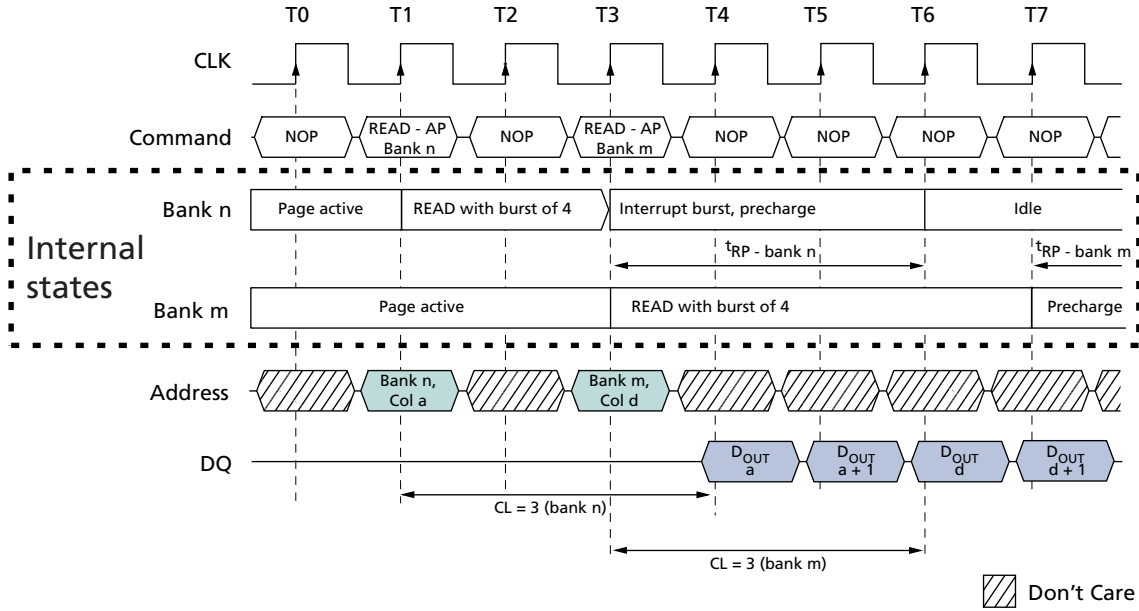 T0 T1 T2 T3 T4 T5 T6 T7
CLK
Command NOP READ - AP Bank n NOP READ - AP Bank m NOP NOP NOP NOP
Bank n Page active READ with burst of 4 Interrupt burst, precharge Idle
Internal states
tRP - bank n tRP - bank m
Bank m Page active READ with burst of 4 Precharge
Address Bank n, Col a Bank m, Col d
DQ DOUT a DOUT a + 1 DOUT d DOUT d + 1
CL = 3 (bank n)
CL = 3 (bank m)
Don't Care